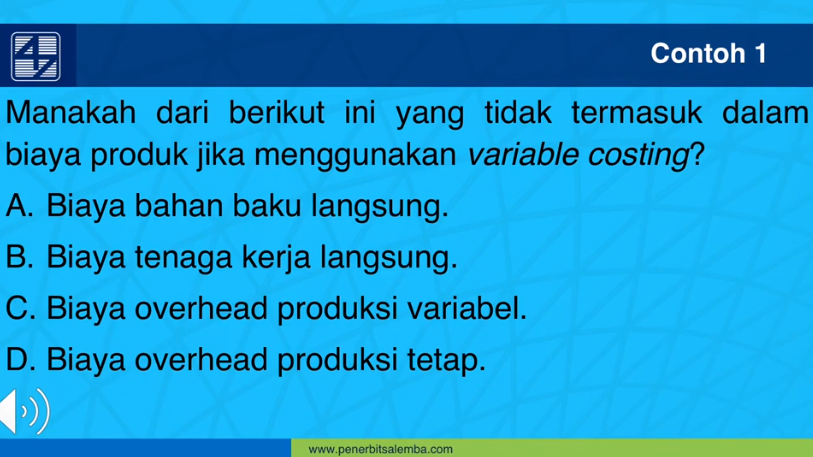 Contoh 1
Manakah dari berikut ini yang tidak termasuk dalam
biaya produk jika menggunakan variable costing?
A. Biaya bahan baku langsung.
B. Biaya tenaga kerja langsung.
C. Biaya overhead produksi variabel.
D. Biaya overhead produksi tetap.
www.penerbitsalemba.com